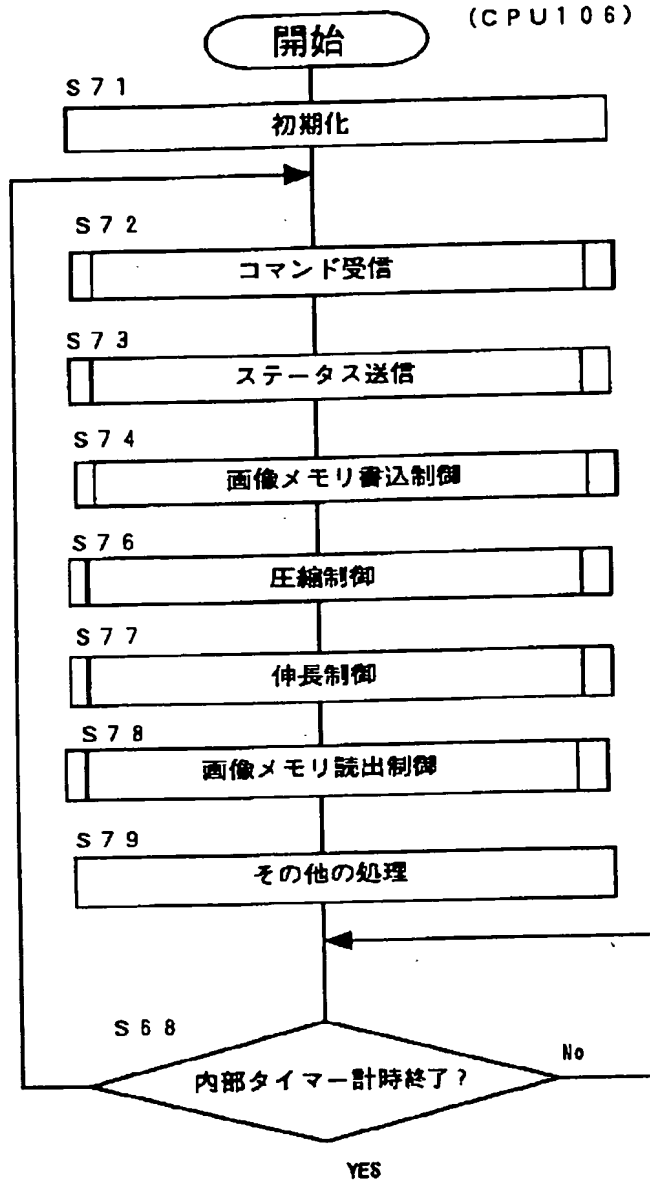 (CPU106)
開始
S71
初期化
S72
コマンド受信
S73
ステータス送信
S74
画像メモリ書込制御
S76
圧縮制御
S77
伸長制御
S78
画像メモリ読出制御
S79
その他の処理
S68
内部タイマー計時終了?
No
YES